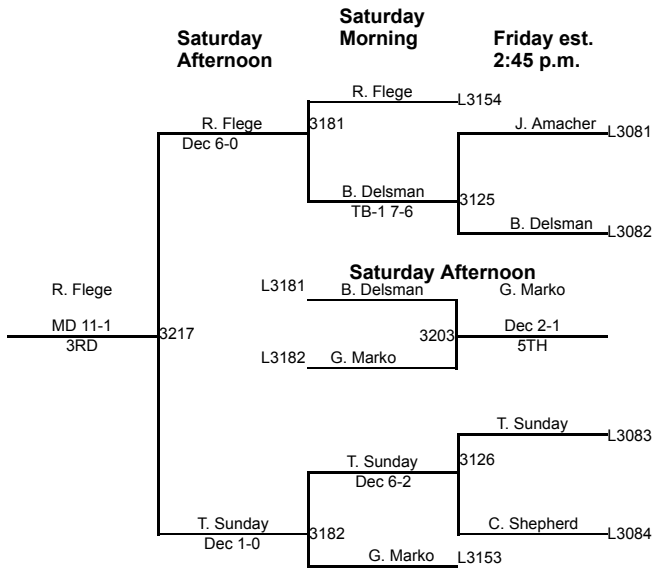 Saturday
Afternoon
Saturday
Morning
Friday est.
2:45 p.m.
R. Flege
L3154
R. Flege
3181
J. Amacher
L3081
Dec 6-0
B. Delsman
3125
TB-1 7-6
B. Delsman
L3082
Saturday Afternoon
R. Flege
L3181
B. Delsman
G. Marko
MD 11-1
3217
3203
Dec 2-1
3RD
5TH
L3182
G. Marko
T. Sunday
L3083
T. Sunday
3126
Dec 6-2
T. Sunday
3182
C. Shepherd
L3084
Dec 1-0
G. Marko
L3153